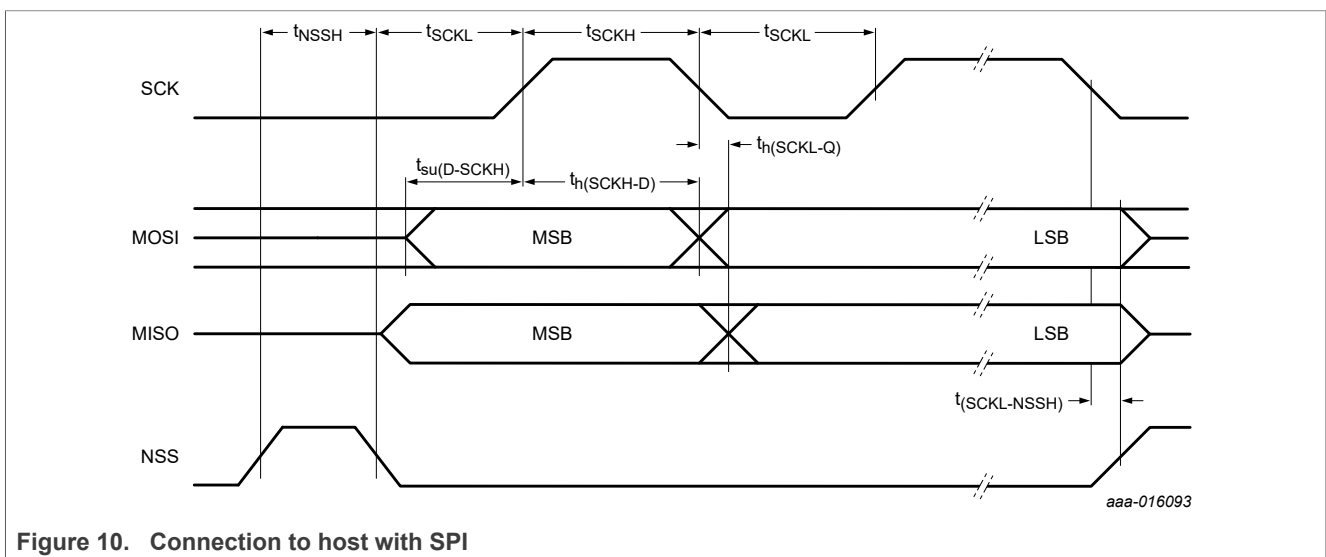 tNSSH tSCKL tSCKH tSCKL
SCK
th(SCKL-Q)
tsu(D-SCKH)
th(SCKH-D)
MOSI MSB LSB
MISO MSB LSB
t(SCKL-NSSH)
NSS
aaa-016093
Figure 10. Connection to host with SPI